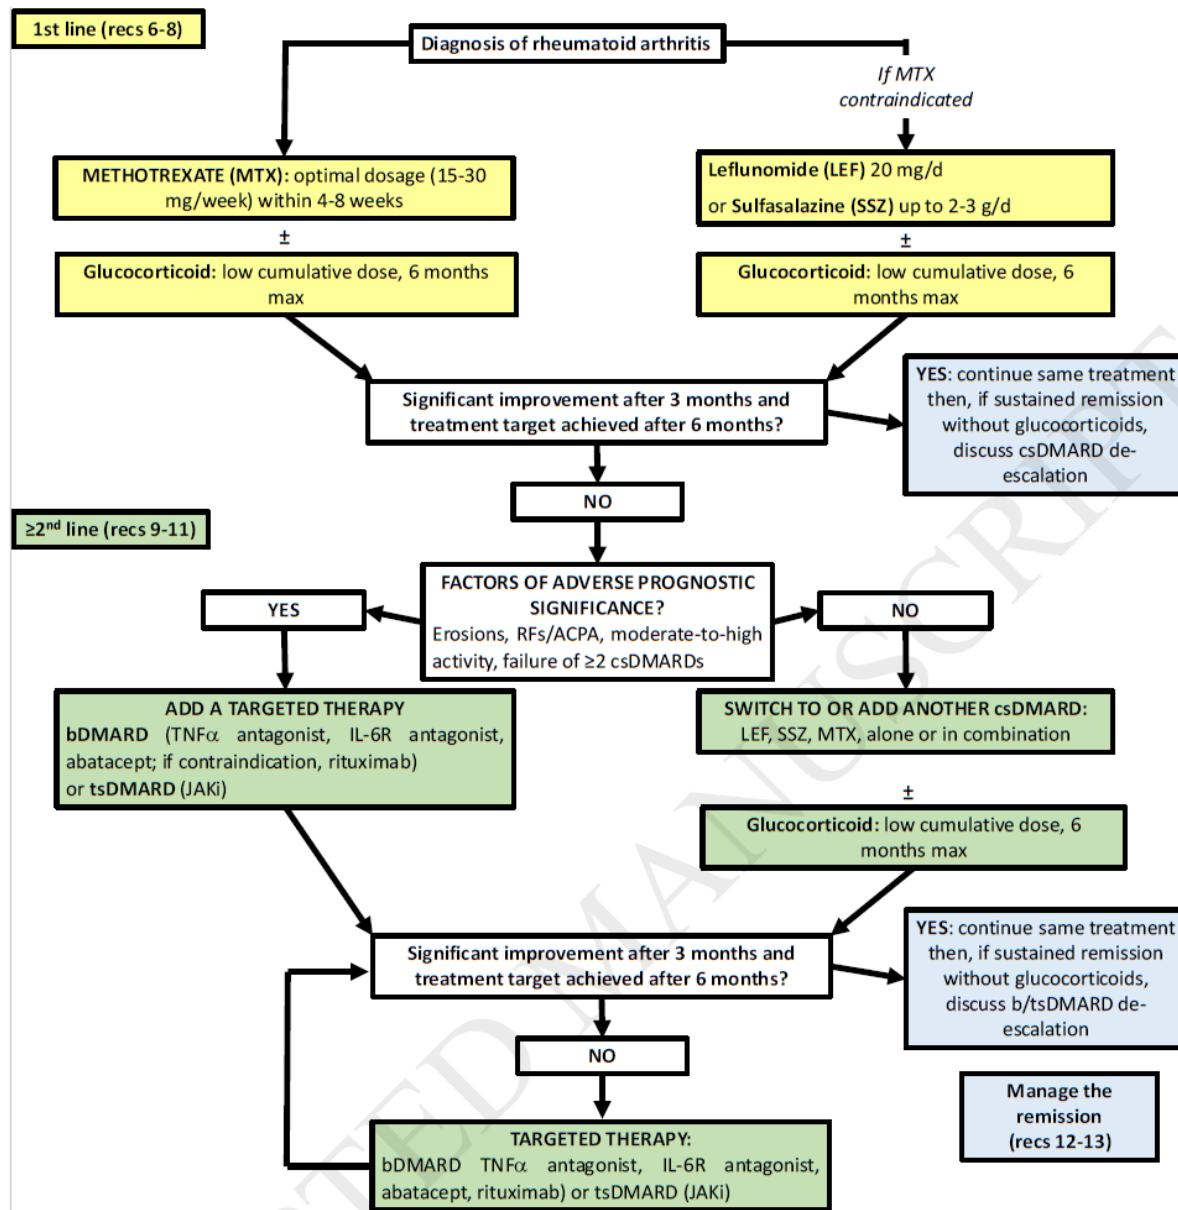 1st line (recs 6-8)
Diagnosis of rheumatoid arthritis
If MTX
contraindicated
METHOTREXATE (MTX): optimal dosage (15-30
mg/week) within 4-8 weeks
±
Glucocorticoid: low cumulative dose, 6 months
max
Leflunomide (LEF) 20 mg/d
or Sulfasalazine (SSZ) up to 2-3 g/d
±
Glucocorticoid: low cumulative dose, 6
months max
Significant improvement after 3 months and
treatment target achieved after 6 months?
YES: continue same treatment
then, if sustained remission
without glucocorticoids,
discuss csDMARD de-
escalation
NO
≥2nd line (recs 9-11)
FACTORS OF ADVERSE PROGNOSTIC
SIGNIFICANCE?
Erosions, RFs/ACPA, moderate-to-high
activity, failure of ≥2 csDMARDs
YES
NO
ADD A TARGETED THERAPY
bDMARD (TNFα antagonist, IL-6R antagonist,
abatacept; if contraindication, rituximab)
or tsDMARD (JAKi)
SWITCH TO OR ADD ANOTHER csDMARD:
LEF, SSZ, MTX, alone or in combination
±
Glucocorticoid: low cumulative dose, 6
months max
Significant improvement after 3 months and
treatment target achieved after 6 months?
YES: continue same treatment
then, if sustained remission
without glucocorticoids,
discuss b/tsDMARD de-
escalation
NO
Manage the
remission
(recs 12-13)
TARGETED THERAPY:
bDMARD TNFα antagonist, IL-6R antagonist,
abatacept, rituximab) or tsDMARD (JAKi)
TED MANUSCRIPT